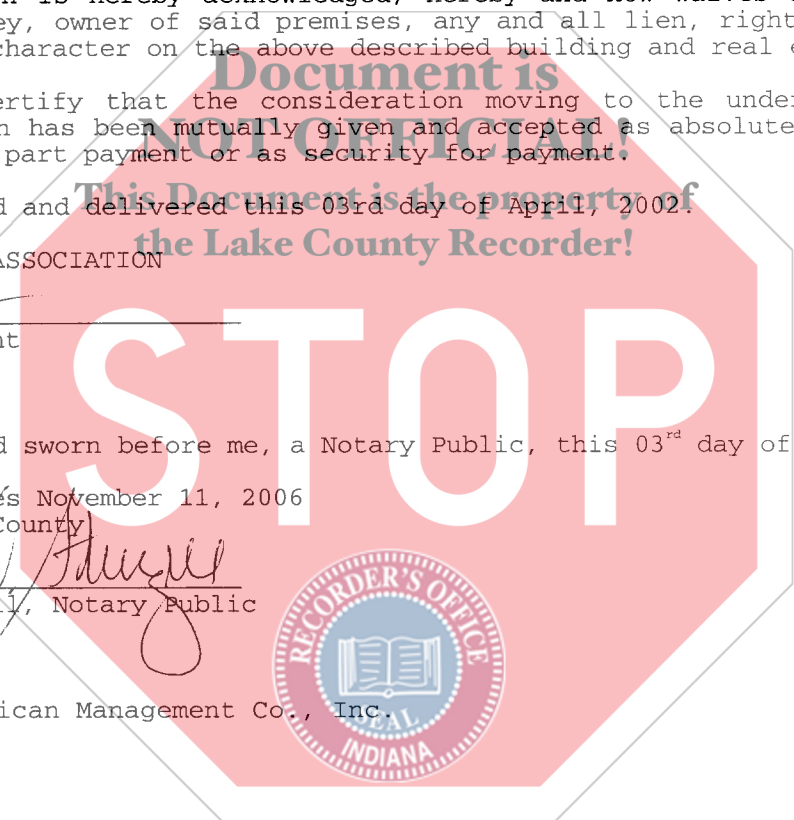 n is hereby acknowledged, hereby and now waives
ey, owner of said premises, any and all lien, right
character on the above described building and real e
Document is
ertify that the consideration moving to the under
n has been mutually given and accepted as absolute
NOT OFFICIAL!
part payment or as security for payment.
This Document is the property of
d and delivered this 03rd day of April, 2002.
the Lake County Recorder!
ASSOCIATION
nt
STOP
d sworn before me, a Notary Public, this 03rd day of
es November 11, 2006
County
l, Notary Public
RECORDER'S OFFICE
SEAL
INDIANA
ican Management Co., Inc.